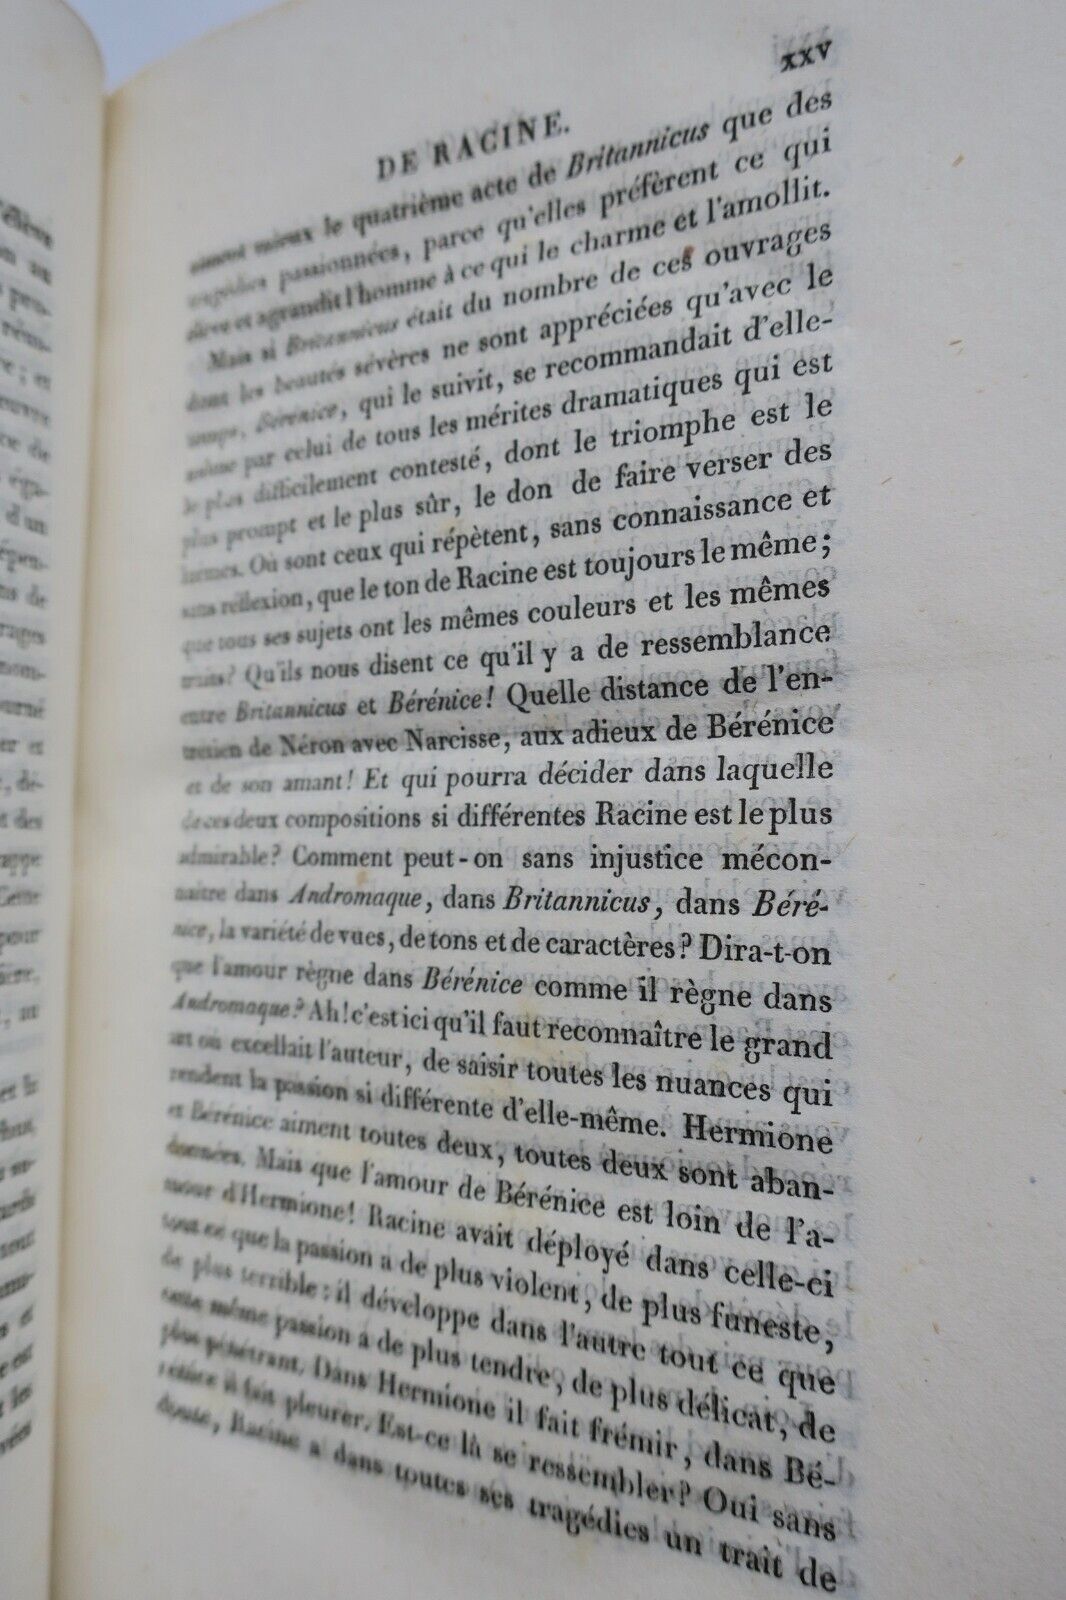 xxv
DE RACINE.
aiment mieux le quatrième acte de Britannicus que des
tragédies passionnées, parce qu'elles préfèrent ce qui
élève et agrandit l'homme à ce qui le charme et l'amollit.
Mais si Britannicus était du nombre de ces ouvrages
dont les beautés sévères ne sont appréciées qu'avec le
temps, Bérénice, qui le suivit, se recommandait d'elle-
même par celui de tous les mérites dramatiques qui est
le plus difficilement contesté, dont le triomphe est le
plus prompt et le plus sûr, le don de faire verser des
larmes. Où sont ceux qui répètent, sans connaissance et
sans réflexion, que le ton de Racine est toujours le même;
que tous ses sujets ont les mêmes couleurs et les mêmes
traits? Qu'ils nous disent ce qu'il y a de ressemblance
entre Britannicus et Bérénice! Quelle distance de l'en-
tretien de Néron avec Narcisse, aux adieux de Bérénice
et de son amant! Et qui pourra décider dans laquelle
de ces deux compositions si différentes Racine est le plus
admirable? Comment peut-on sans injustice mécon-
naître dans Andromaque, dans Britannicus, dans Béré-
nice, la variété de vues, de tons et de caractères? Dira-t-on
que l'amour règne dans Bérénice comme il règne dans
Andromaque? Ah! c'est ici qu'il faut reconnaître le grand
art où excellait l'auteur, de saisir toutes les nuances qui
rendent la passion si différente d'elle-même. Hermione
et Bérénice aiment toutes deux, toutes deux sont aban-
données. Mais que l'amour de Bérénice est loin de l'a-
mour d'Hermione! Racine avait déployé dans celle-ci
tout ce que la passion a de plus violent, de plus funeste,
de plus terrible: il développe dans l'autre tout ce que
cette même passion a de plus tendre, de plus délicat, de
plus pénétrant. Dans Hermione il fait frémir, dans Bé-
rénice il fait pleurer. Est-ce là se ressembler? Oui sans
doute, Racine a dans toutes ses tragédies un trait de